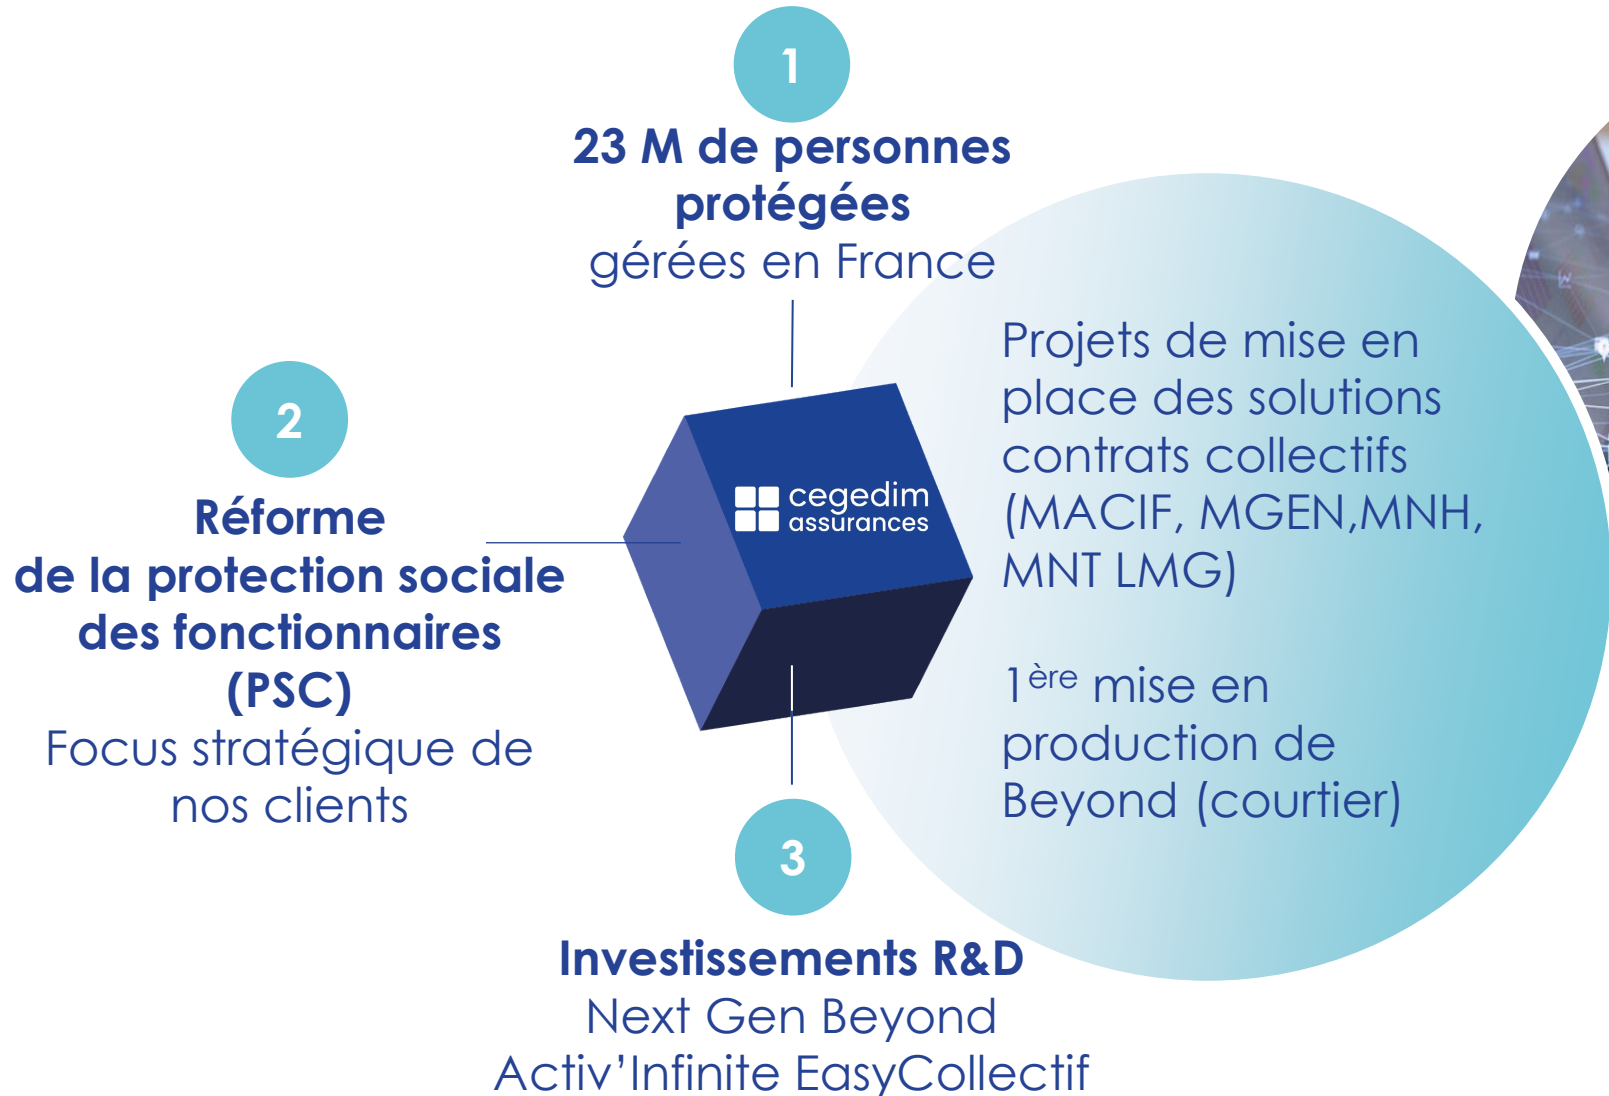 1
23 M de personnes
protégées
gérées en France
2
Réforme
de la protection sociale
des fonctionnaires
(PSC)
Focus stratégique de
nos clients
cegedim
assurances
3
Investissements R&D
Next Gen Beyond
Activ’Infinite EasyCollectif
Projets de mise en
place des solutions
contrats collectifs
(MACIF, MGEN,MNH,
MNT LMG)
1ère mise en
production de
Beyond (courtier)